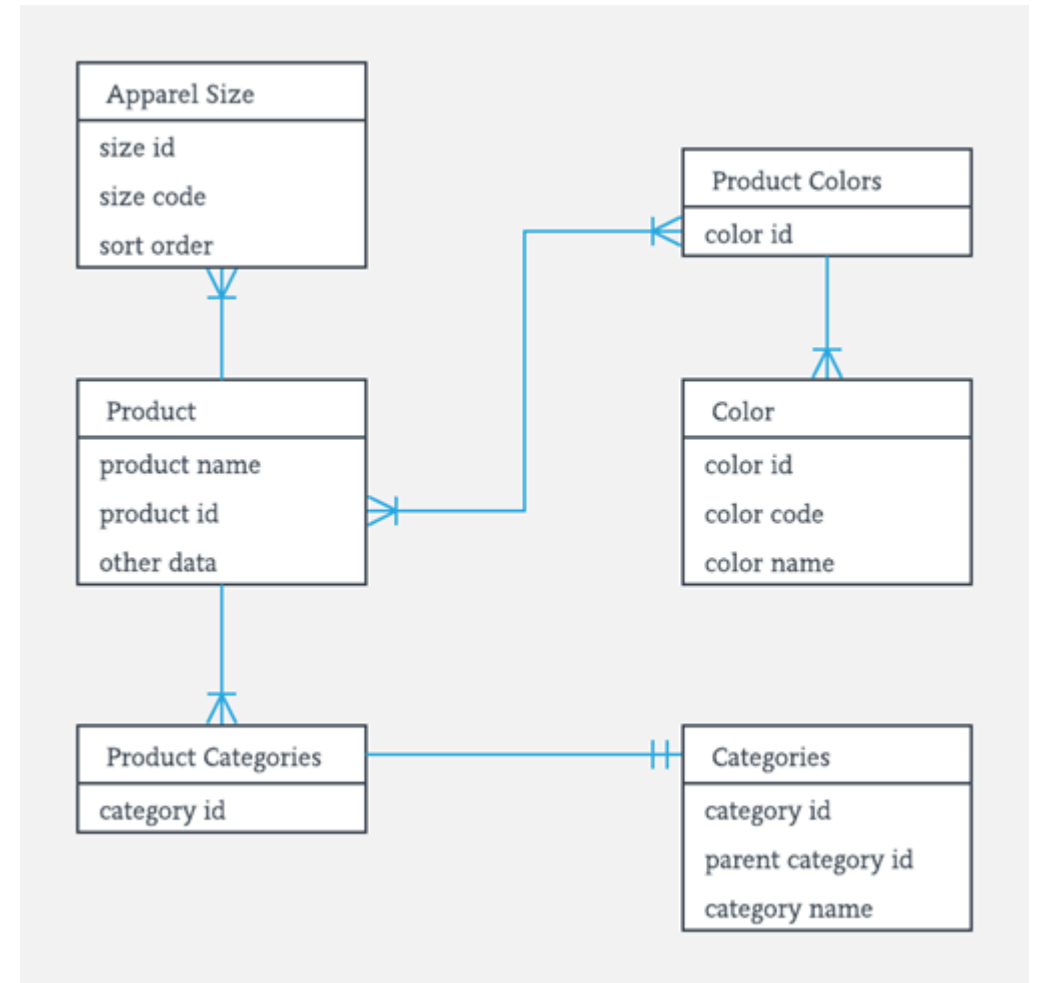 Apparel Size
size id
size code
sort order
Product Colors
color id
Product
product name
product id
other data
Color
color id
color code
color name
Product Categories
category id
Categories
category id
parent category id
category name